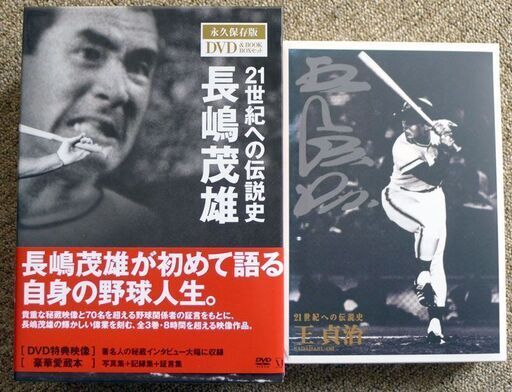 永久保存版
DVD &BOOK
BOXセット
21世紀への伝説史
長嶋茂雄
長嶋茂雄が初めて語る
自身の野球人生。
貴重な秘蔵映像と70名を超える野球関係者の証言をもとに、
長嶋茂雄の輝かしい偉業を刻む、全3巻・8時間を超える映像作品。
[DVD特典映像] 著名人の秘蔵インタビュー大幅に収録
[豪華愛蔵本] 写真集+記録集+証言集
DVD
21世紀への伝説史
王貞治
SADAHARU OH